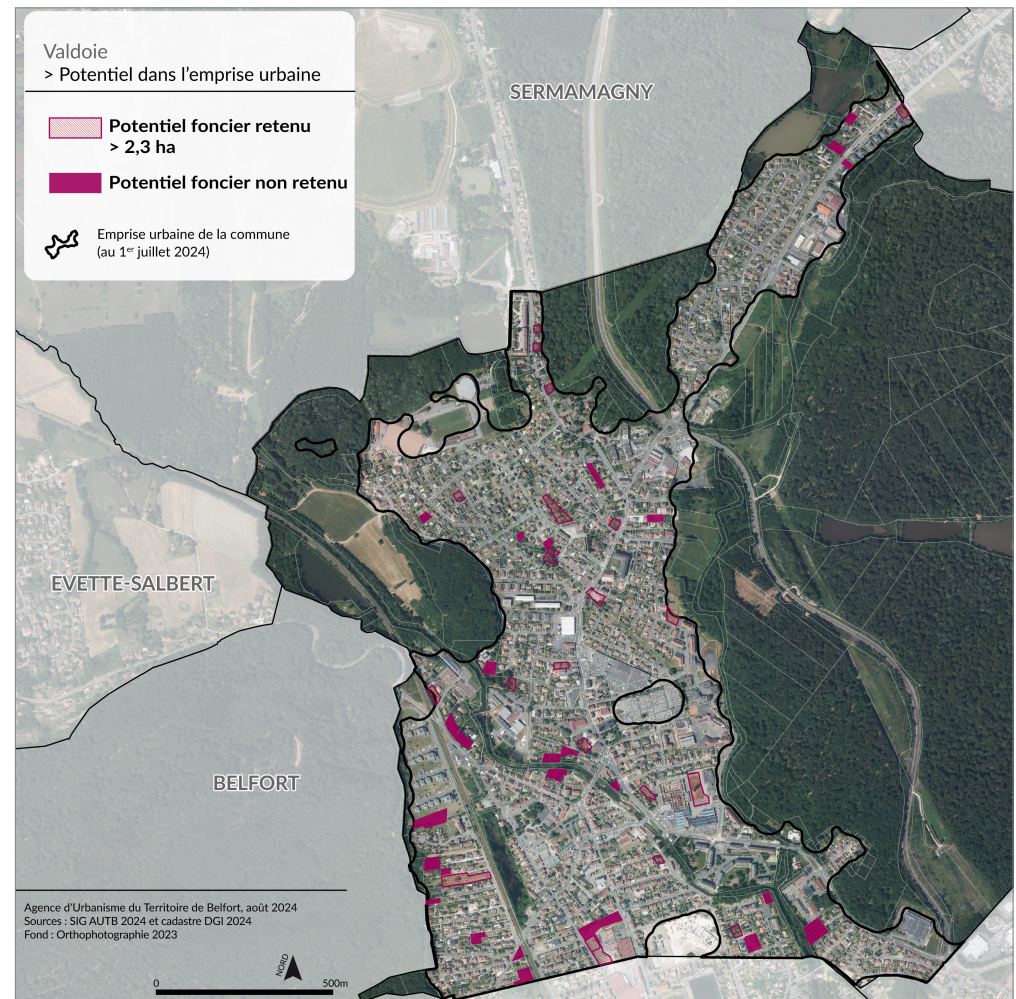 Valdoie
> Potentiel dans l'emprise urbaine
Potentiel foncier retenu
> 2,3 ha
Potentiel foncier non retenu
Emprise urbaine de la commune
(au 1er juillet 2024)
SERMAMAGNY
EVETTE-SALBERT
BELFORT
Agence d'Urbanisme du Territoire de Belfort, août 2024
Sources : SIG AUTB 2024 et cadastre DGI 2024
Fond : Orthophotographie 2023
NORD
0
500m